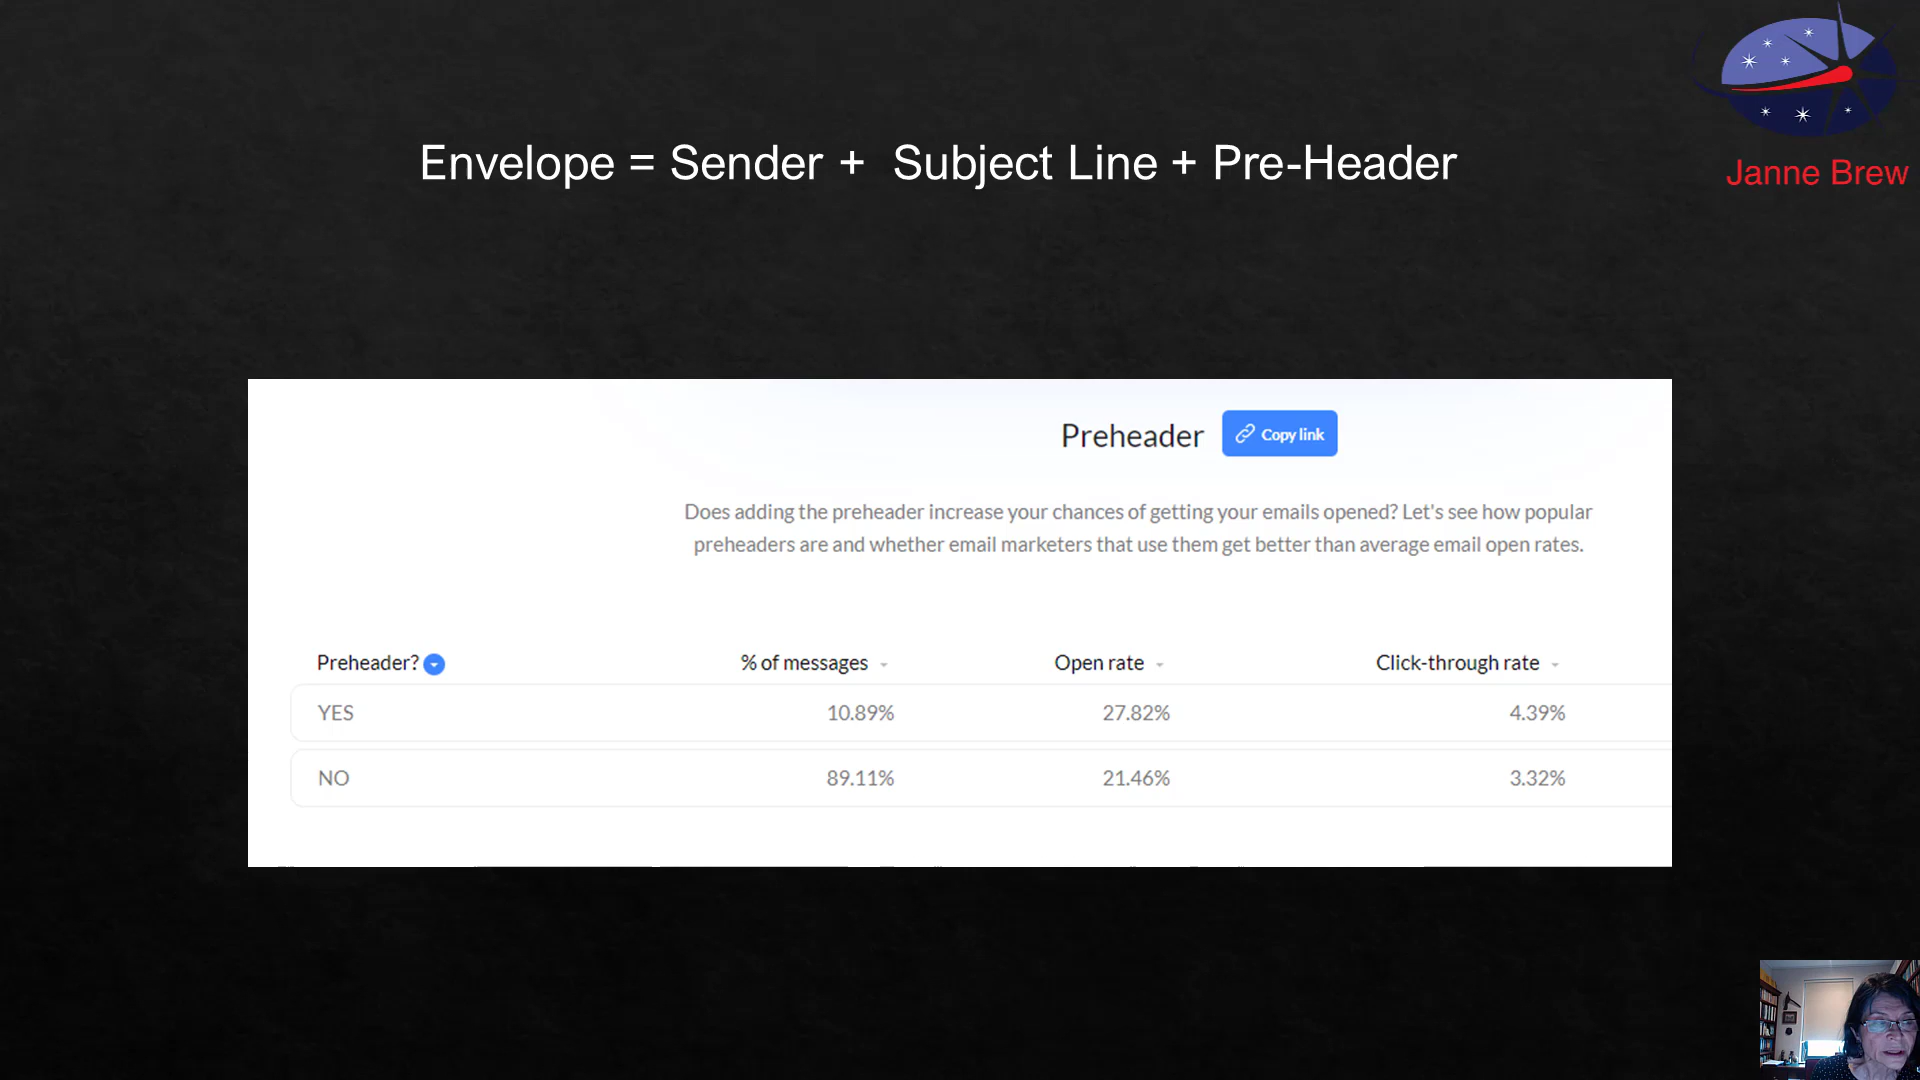 Envelope = Sender + Subject Line + Pre-Header
Janne Brew
Preheader
Copy link
Does adding the preheader increase your chances of getting your emails opened? Let's see how popular
preheaders are and whether email marketers that use them get better than average email open rates.
Preheader? % of messages Open rate Click-through rate
YES 10.89% 27.82% 4.39%
NO 89.11% 21.46% 3.32%